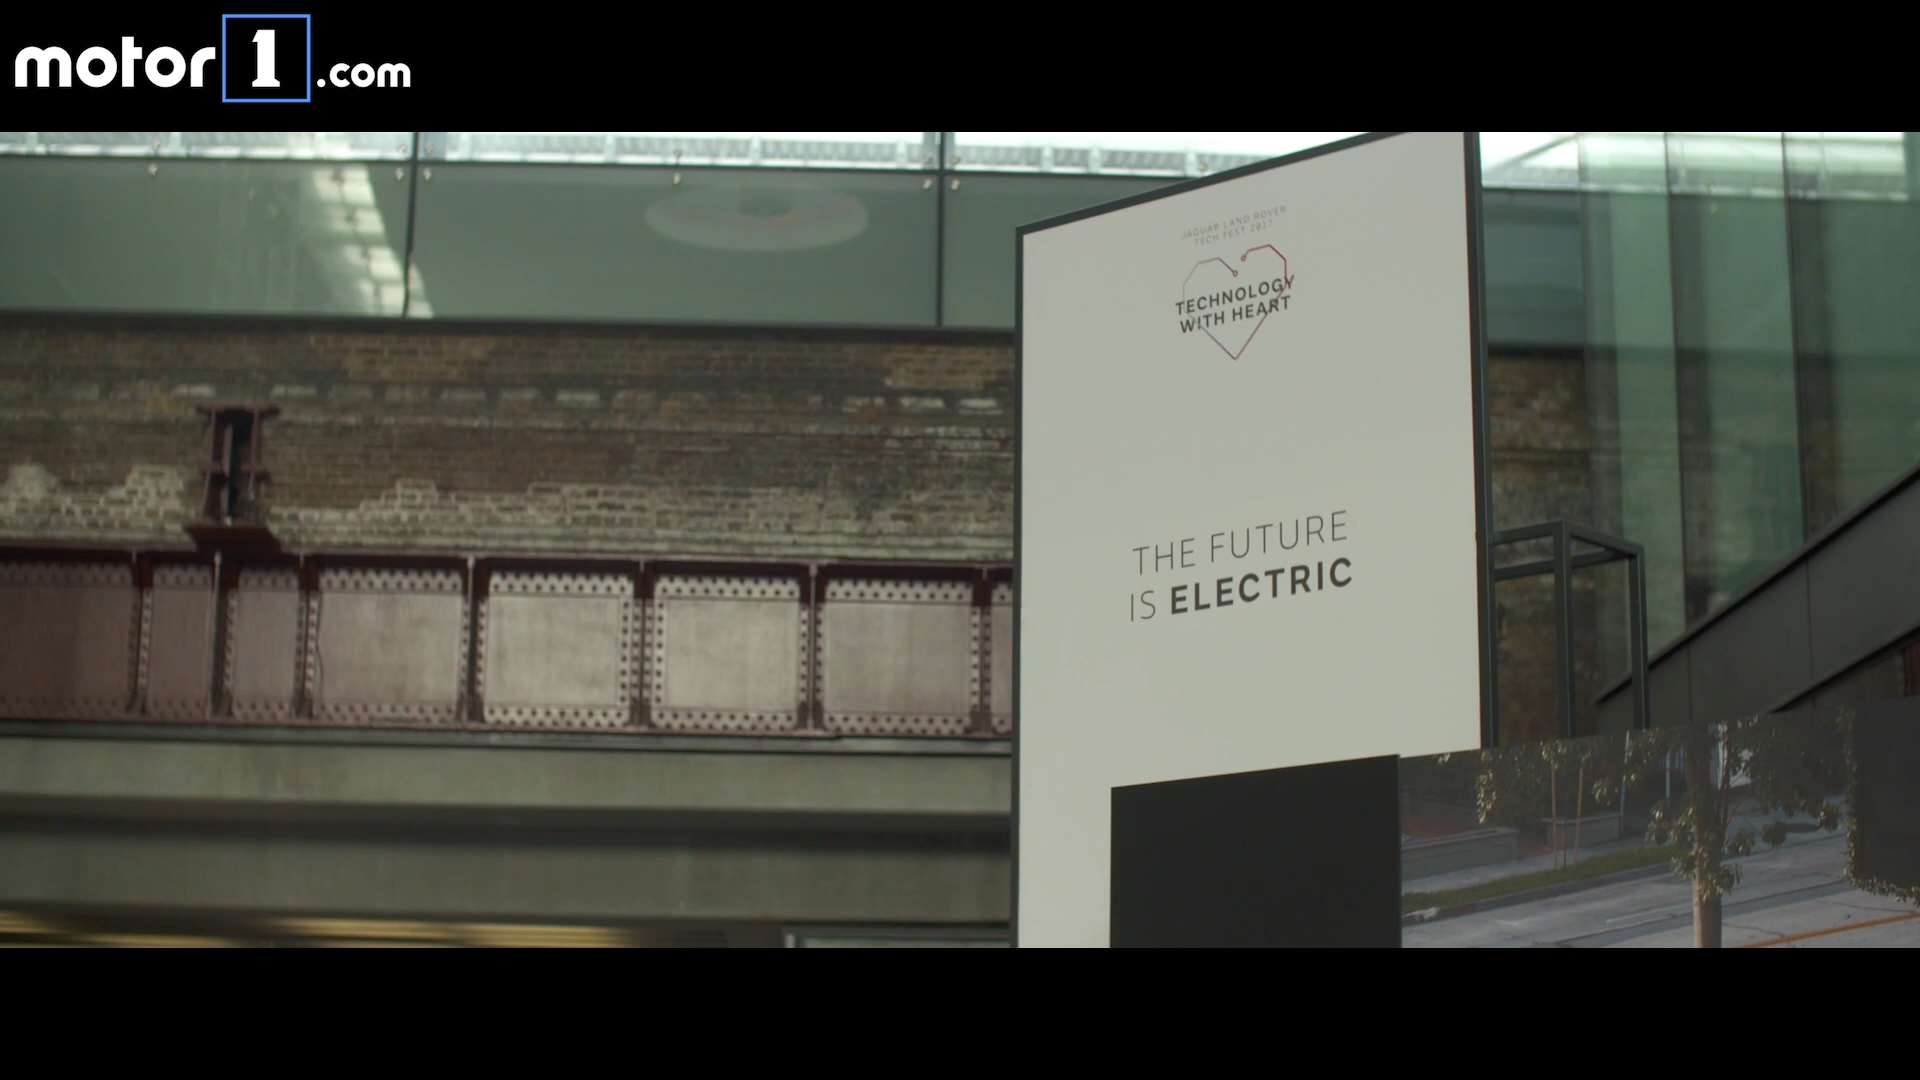 motor1.com
JAGUAR LAND ROVER
TECH FEST 2017
TECHNOLOGY
WITH HEART
THE FUTURE
IS ELECTRIC